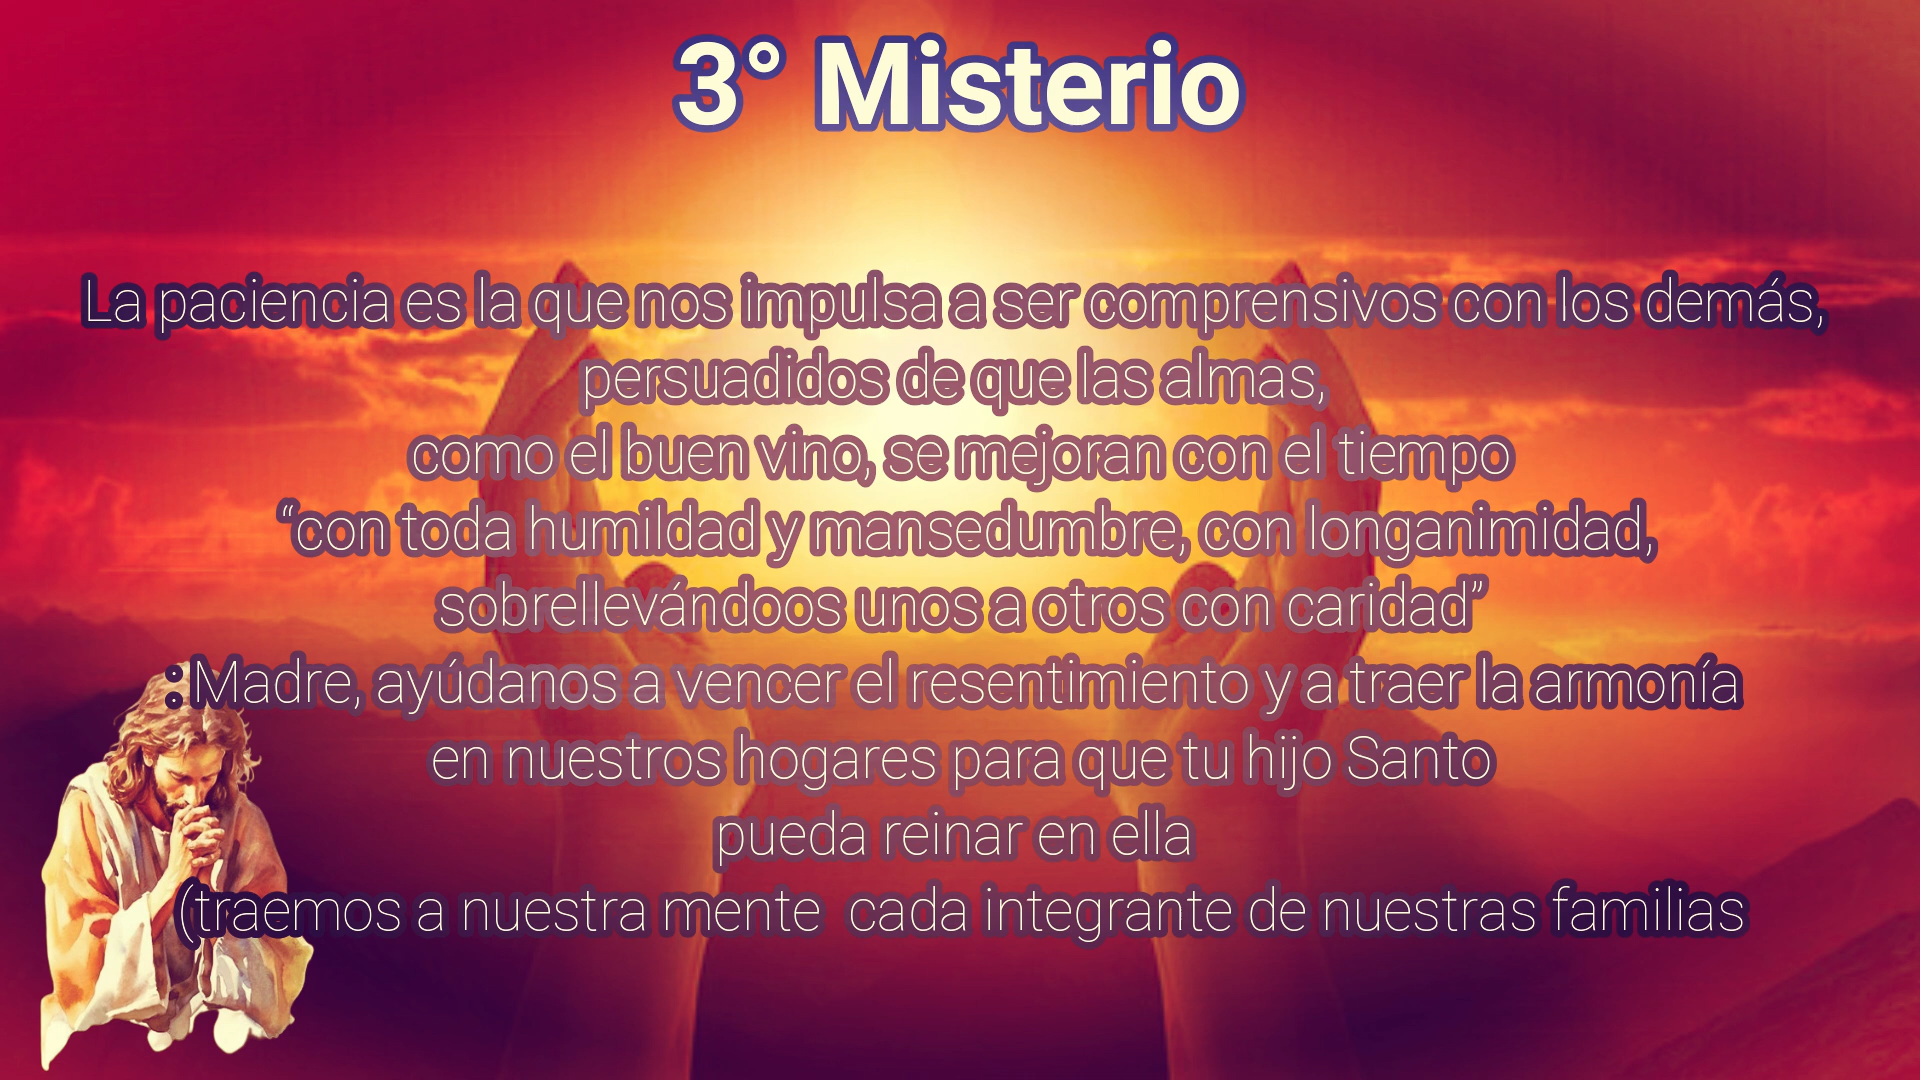 3° Misterio
La paciencia es la que nos impulsa a ser comprensivos con los demás,
persuadidos de que las almas,
como el buen vino, se mejoran con el tiempo
“con toda humildad y mansedumbre, con longanimidad,
sobrellevándoos unos a otros con caridad”
: Madre, ayúdanos a vencer el resentimiento y a traer la armonía
en nuestros hogares para que tu hijo Santo
pueda reinar en ella
(traemos a nuestra mente  cada integrante de nuestras familias